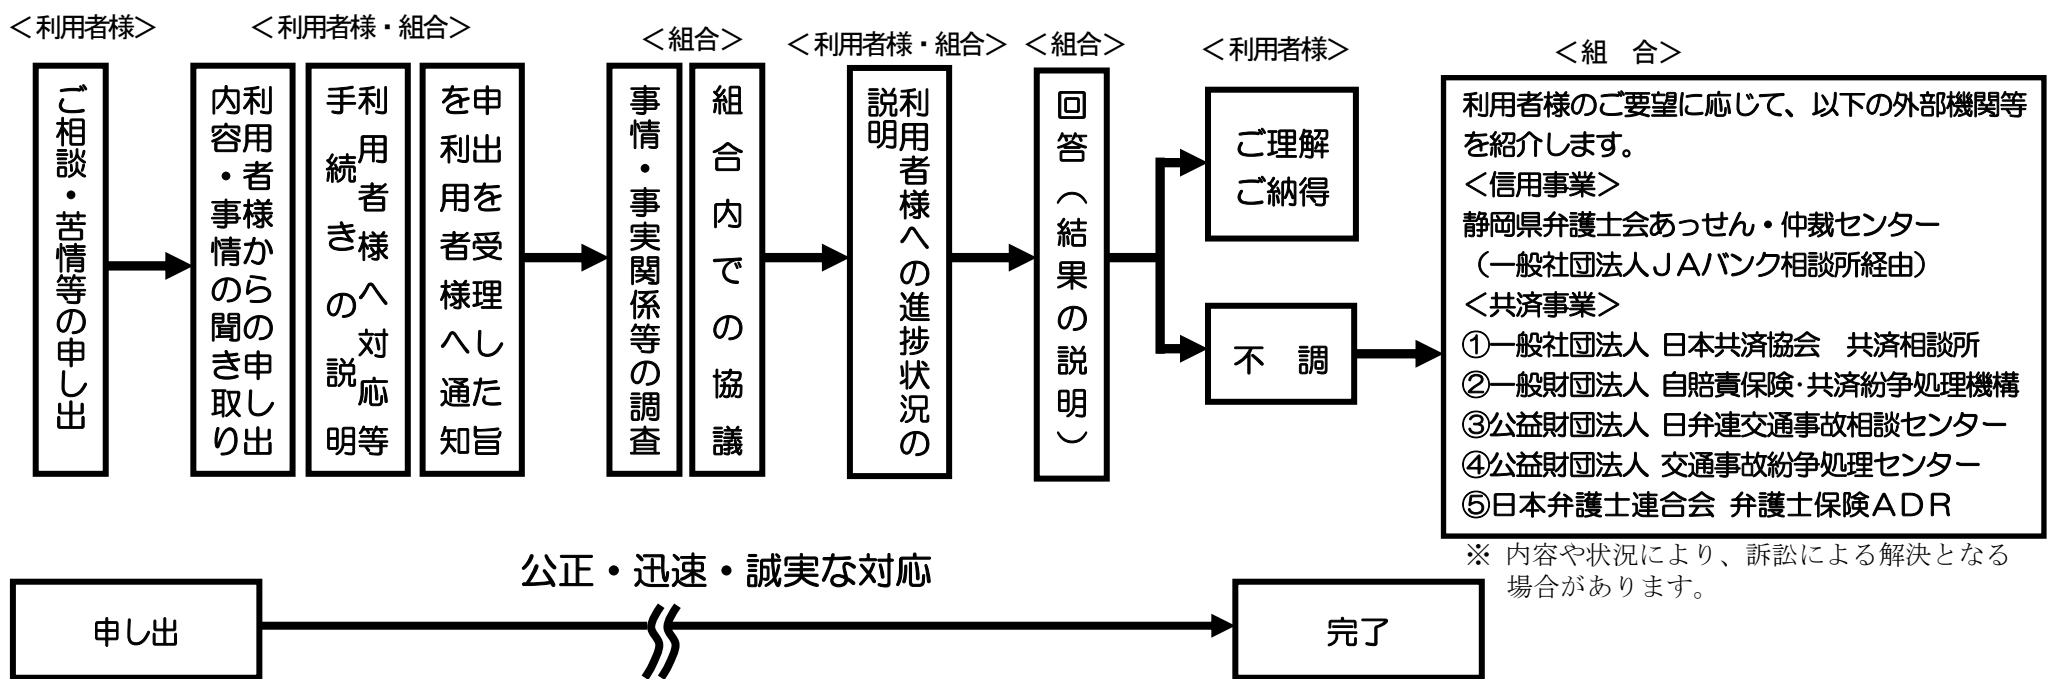 ＜利用者様＞
ご相談・苦情等の申し出
＜利用者様・組合＞
利用者様からの申し出
内容・事情の聞き取り
利用者様へ対応等
手続きの説明
申出を受理した旨
を利用者様へ通知
＜組合＞
事情・事実関係等の調査
組合内での協議
＜利用者様・組合＞
利用者様への進捗状況の
説明
＜組合＞
回答（結果の説明）
＜利用者様＞
ご理解
ご納得
不　調
＜組　合＞
利用者様のご要望に応じて、以下の外部機関等
を紹介します。
＜信用事業＞
静岡県弁護士会あっせん・仲裁センター
（一般社団法人ＪＡバンク相談所経由）
＜共済事業＞
①一般社団法人 日本共済協会　共済相談所
②一般財団法人 自賠責保険･共済紛争処理機構
③公益財団法人 日弁連交通事故相談センター
④公益財団法人 交通事故紛争処理センター
⑤日本弁護士連合会 弁護士保険ＡＤＲ
※ 内容や状況により、訴訟による解決となる
場合があります。
公正・迅速・誠実な対応
申し出
完了